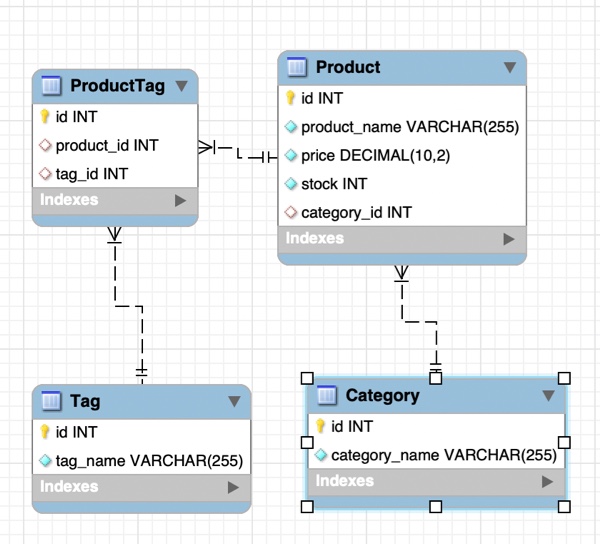 ProductTag
id INT
product_id INT
tag_id INT
Indexes
Product
id INT
product_name VARCHAR(255)
price DECIMAL(10,2)
stock INT
category_id INT
Indexes
Tag
id INT
tag_name VARCHAR(255)
Indexes
Category
id INT
category_name VARCHAR(255)
Indexes